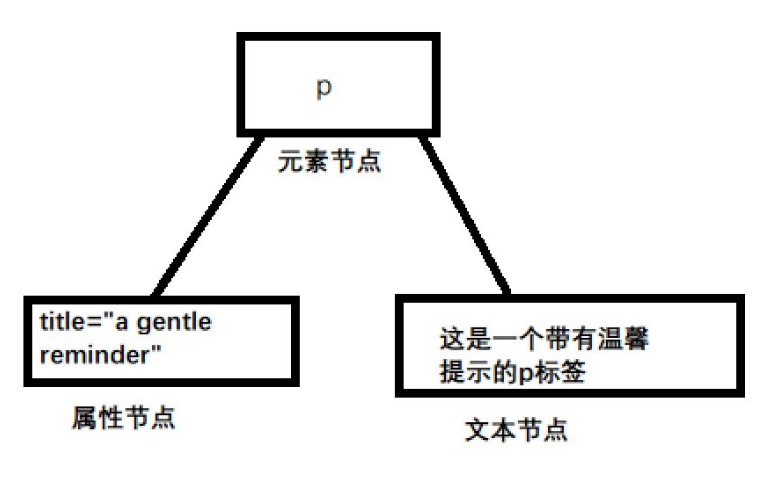 p
元素节点
title="a gentle
reminder"
属性节点
这是一个带有温馨
提示的p标签
文本节点